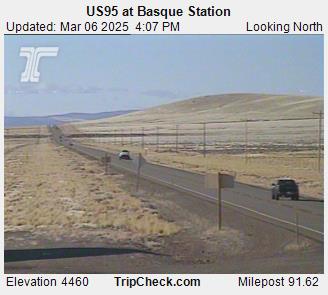 US95 at Basque Station
Updated: Mar 06 2025 4:07 PM Looking North
Elevation 4460 TripCheck.com Milepost 91.62